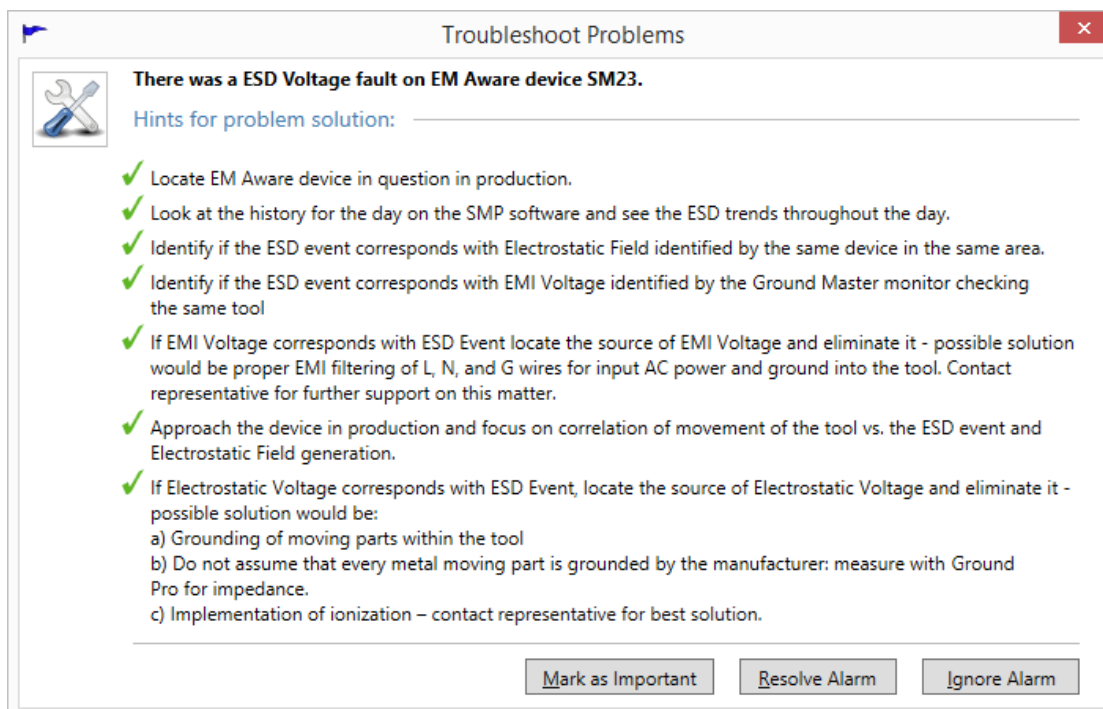 Troubleshoot Problems
There was a ESD Voltage fault on EM Aware device SM23.
Hints for problem solution:
Locate EM Aware device in question in production.
Look at the history for the day on the SMP software and see the ESD trends throughout the day.
Identify if the ESD event corresponds with Electrostatic Field identified by the same device in the same area.
Identify if the ESD event corresponds with EMI Voltage identified by the Ground Master monitor checking
the same tool
If EMI Voltage corresponds with ESD Event locate the source of EMI Voltage and eliminate it - possible solution
would be proper EMI filtering of L, N, and G wires for input AC power and ground into the tool. Contact
representative for further support on this matter.
Approach the device in production and focus on correlation of movement of the tool vs. the ESD event and
Electrostatic Field generation.
If Electrostatic Voltage corresponds with ESD Event, locate the source of Electrostatic Voltage and eliminate it -
possible solution would be:
a) Grounding of moving parts within the tool
b) Do not assume that every metal moving part is grounded by the manufacturer: measure with Ground
Pro for impedance.
c) Implementation of ionization – contact representative for best solution.
Mark as Important
Resolve Alarm
Ignore Alarm